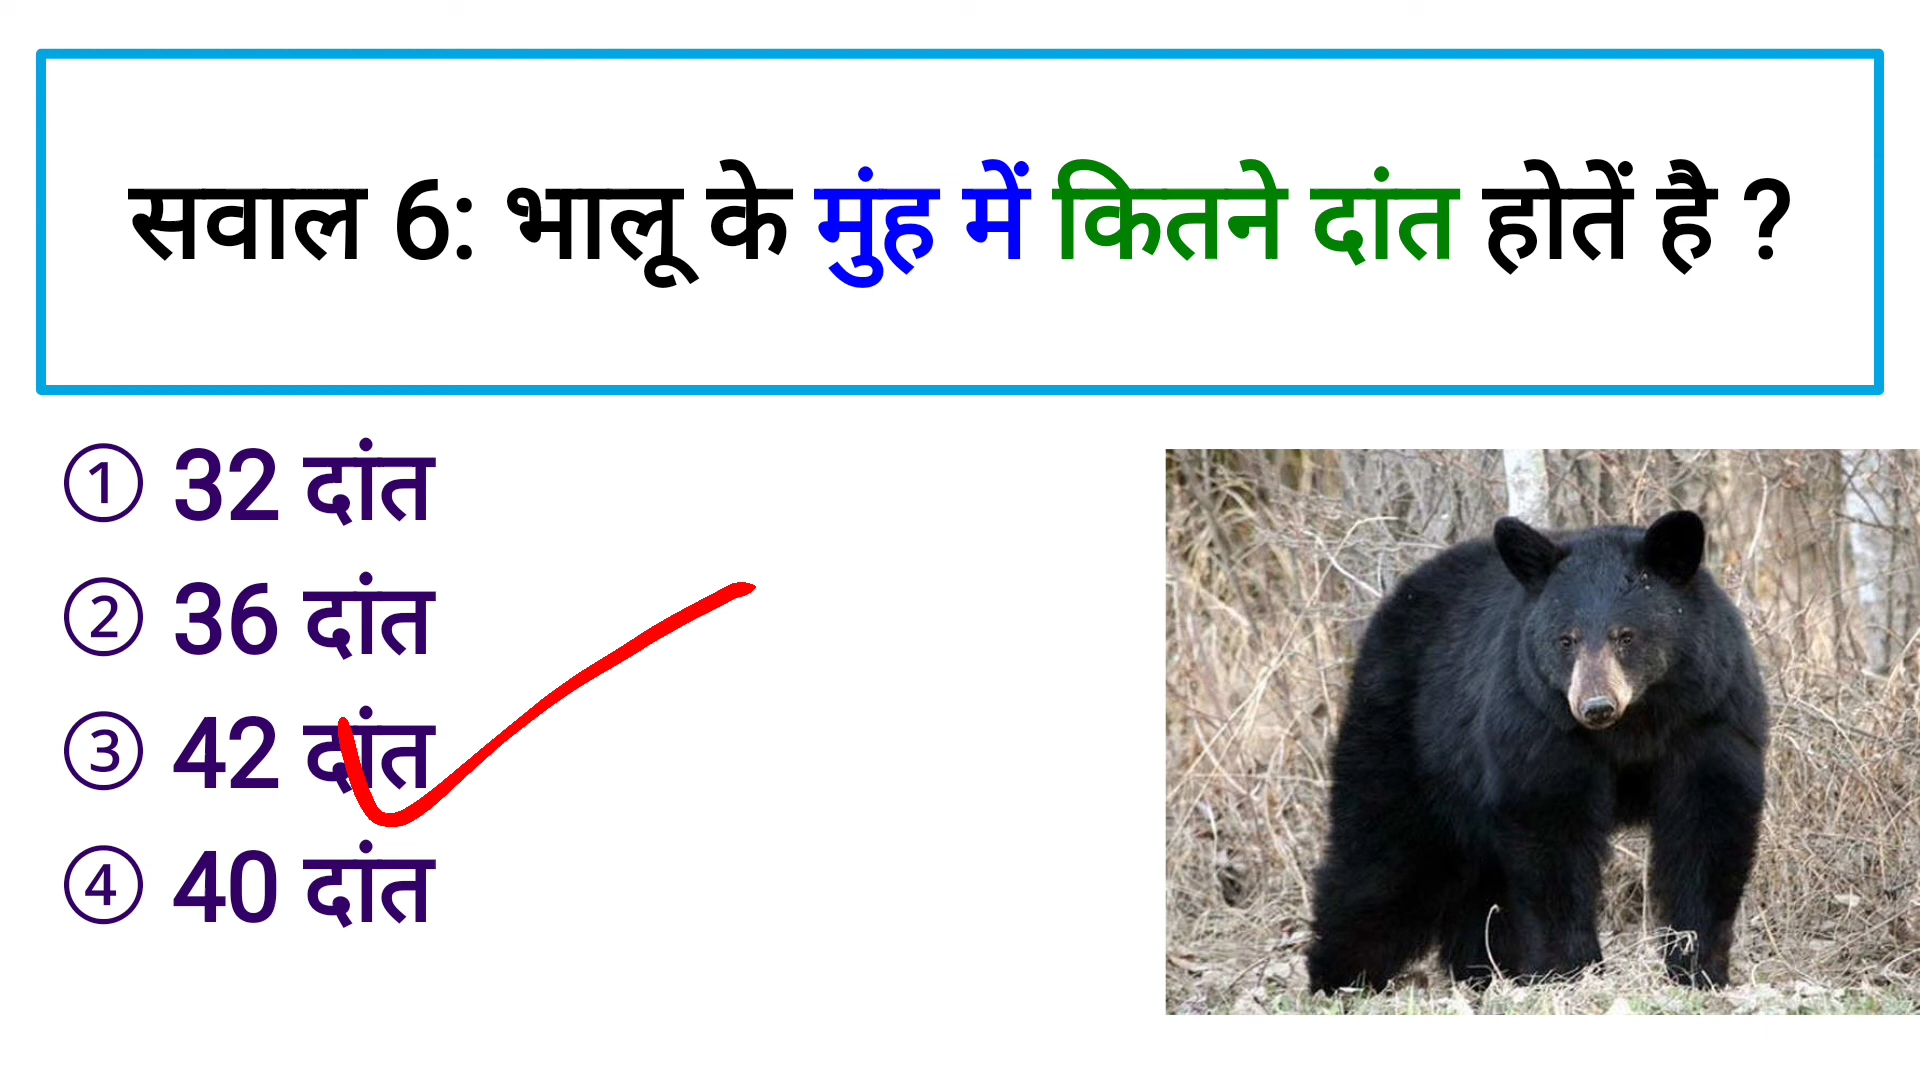 सवाल 6: भालू के मुंह में कितने दांत होतें है ?
① 32 दांत
② 36 दांत
③ 42 दांत
④ 40 दांत